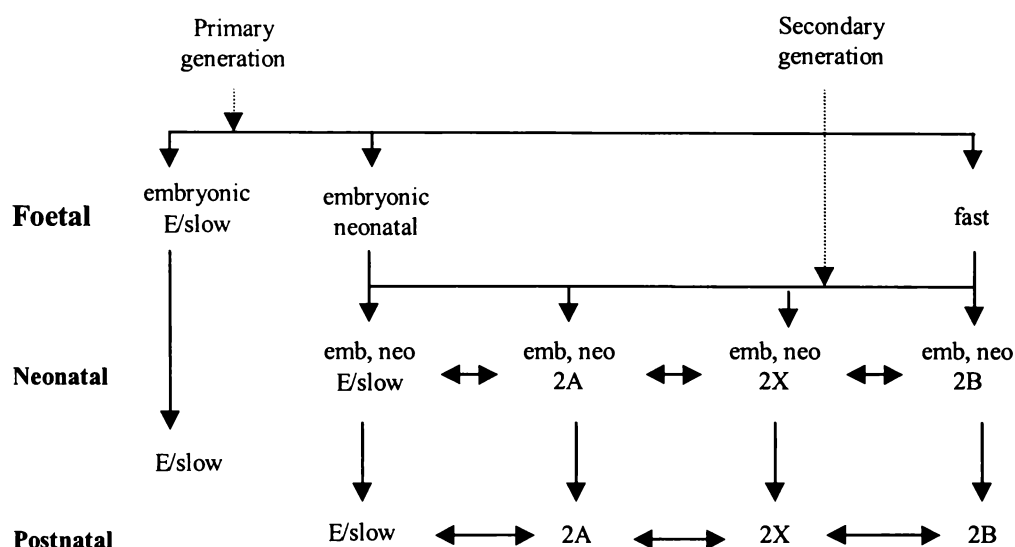 Primary
generation
Secondary
generation
Foetal
embryonic
E/slow
embryonic
neonatal
fast
Neonatal
emb, neo
E/slow
emb, neo
2A
emb, neo
2X
emb, neo
2B
E/slow
Postnatal
E/slow
2A
2X
2B